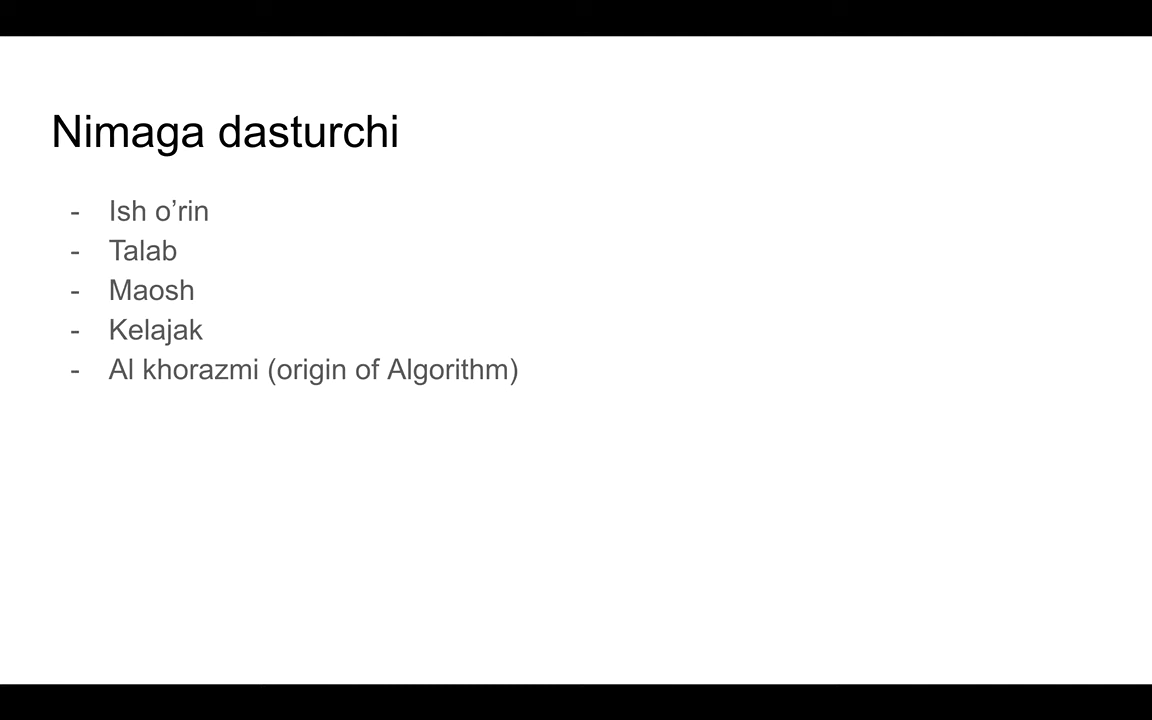 Nimaga dasturchi
- Ish o’rin
- Talab
- Maosh
- Kelajak
- Al khorazmi (origin of Algorithm)